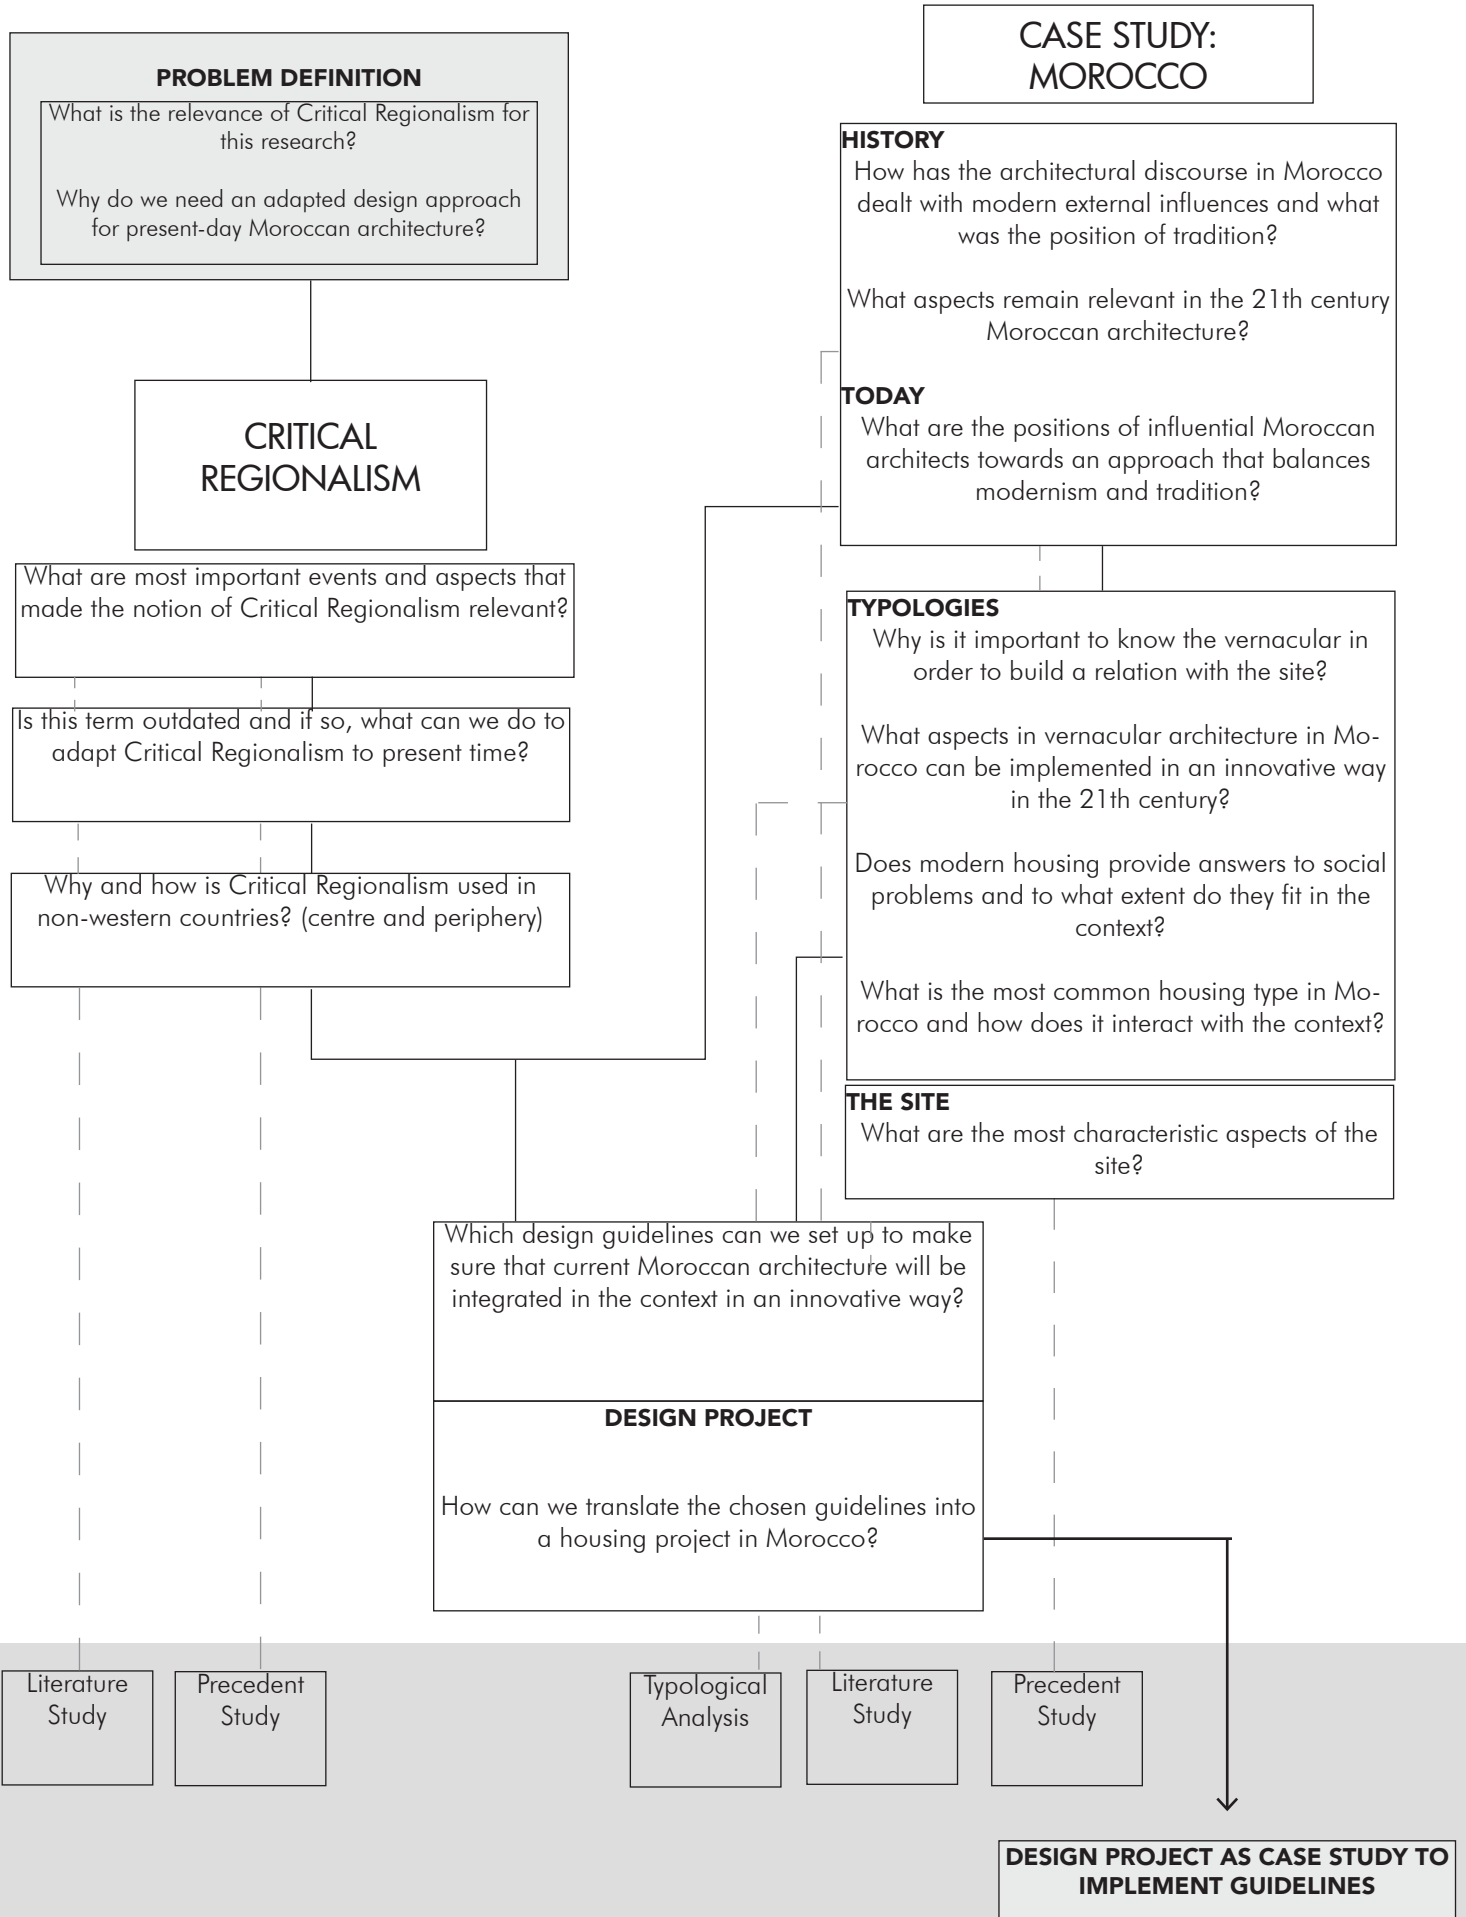 PROBLEM DEFINITION
What is the relevance of Critical Regionalism for
this research?
Why do we need an adapted design approach
for present-day Moroccan architecture?
CRITICAL
REGIONALISM
What are most important events and aspects that
made the notion of Critical Regionalism relevant?
Is this term outdated and if so, what can we do to
adapt Critical Regionalism to present time?
Why and how is Critical Regionalism used in
non-western countries? (centre and periphery)
CASE STUDY:
MOROCCO
HISTORY
How has the architectural discourse in Morocco
dealt with modern external influences and what
was the position of tradition?
What aspects remain relevant in the 21th century
Moroccan architecture?
TODAY
What are the positions of influential Moroccan
architects towards an approach that balances
modernism and tradition?
TYPOLOGIES
Why is it important to know the vernacular in
order to build a relation with the site?
What aspects in vernacular architecture in Mo-
rocco can be implemented in an innovative way
in the 21th century?
Does modern housing provide answers to social
problems and to what extent do they fit in the
context?
What is the most common housing type in Mo-
rocco and how does it interact with the context?
THE SITE
What are the most characteristic aspects of the
site?
Which design guidelines can we set up to make
sure that current Moroccan architecture will be
integrated in the context in an innovative way?
DESIGN PROJECT
How can we translate the chosen guidelines into
a housing project in Morocco?
Literature
Study
Precedent
Study
Typological
Analysis
Literature
Study
Precedent
Study
DESIGN PROJECT AS CASE STUDY TO
IMPLEMENT GUIDELINES